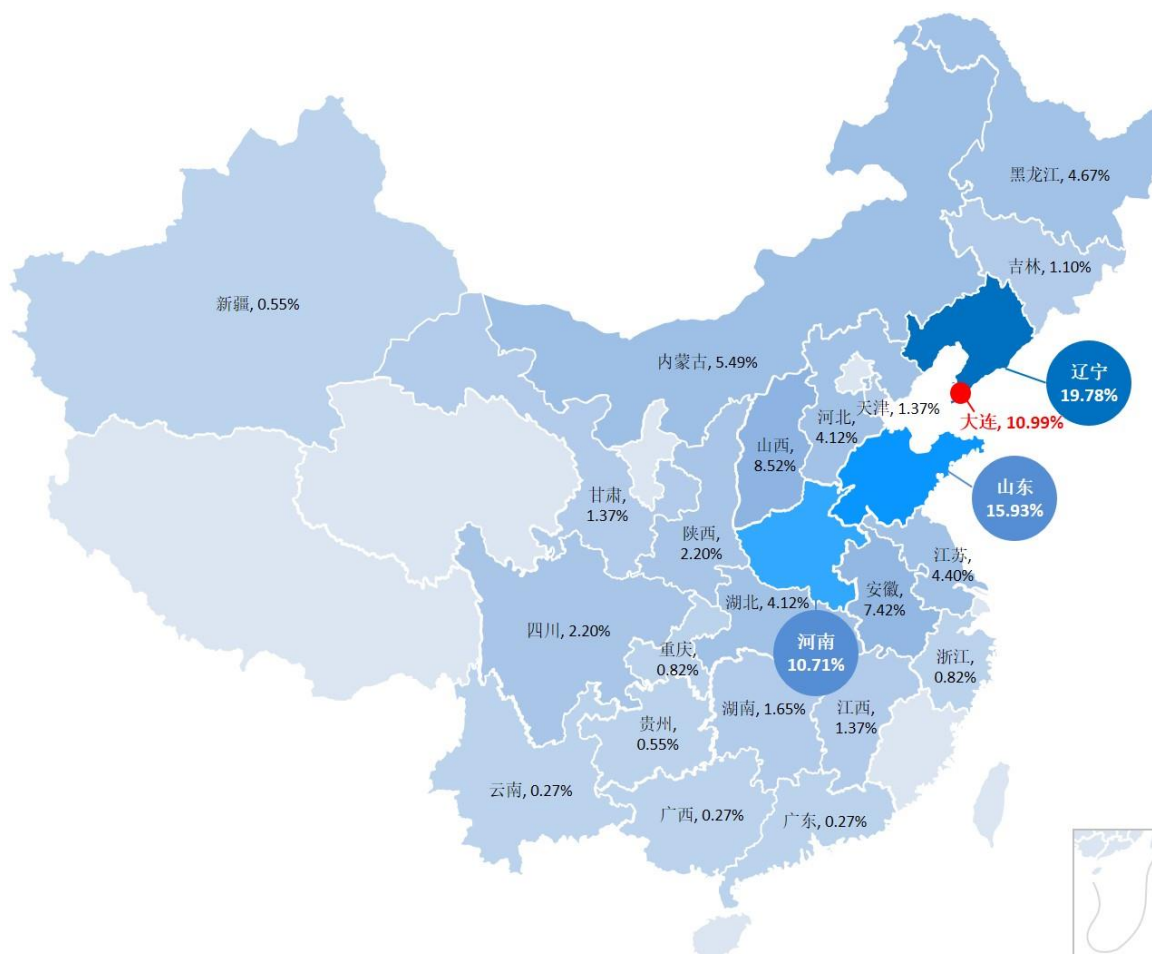 黑龙江, 4.67%
吉林, 1.10%
新疆, 0.55%
内蒙古, 5.49%
辽宁
19.78%
天津, 1.37%
大连, 10.99%
河北,
4.12%
山西,
8.52%
山东
15.93%
甘肃,
1.37%
陕西,
2.20%
江苏,
4.40%
安徽,
7.42%
湖北, 4.12%
四川, 2.20%
河南
10.71%
重庆,
0.82%
浙江,
0.82%
湖南, 1.65%
江西,
1.37%
贵州,
0.55%
云南, 0.27%
广西, 0.27%
广东, 0.27%